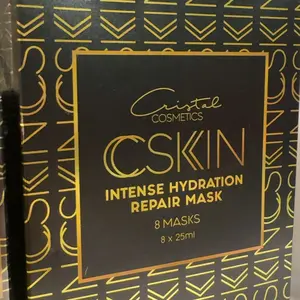 Cristal
COSMETICS
CSKIN
INTENSE HYDRATION
REPAIR MASK
8 MASKS
8 x 25ml